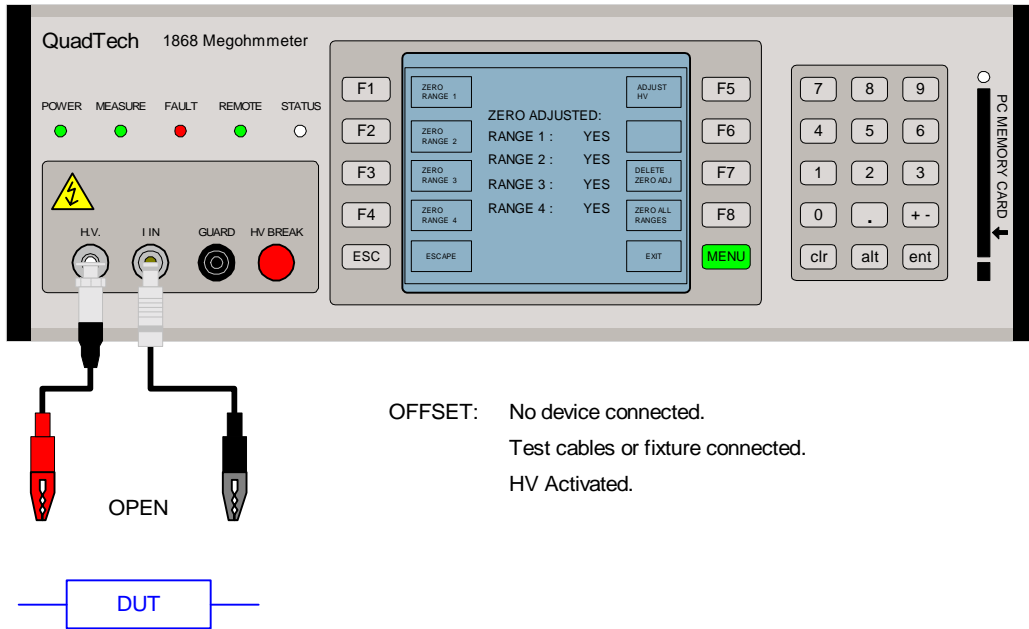 QuadTech 1868 Megohmmeter
POWER MEASURE FAULT REMOTE STATUS
H.V. I IN GUARD HV BREAK
F1
F2
F3
F4
ESC
ZERO
RANGE 1
ZERO
RANGE 2
ZERO
RANGE 3
ZERO
RANGE 4
ESCAPE
ZERO ADJUSTED:
RANGE 1 : YES
RANGE 2 : YES
RANGE 3 : YES
RANGE 4 : YES
ADJUST
HV
DELETE
ZERO ADJ
ZERO ALL
RANGES
EXIT
F5
F6
F7
F8
MENU
7 8 9
4 5 6
1 2 3
0 . + -
clr alt ent
PC MEMORY CARD
OPEN
OFFSET: No device connected.
Test cables or fixture connected.
HV Activated.
DUT